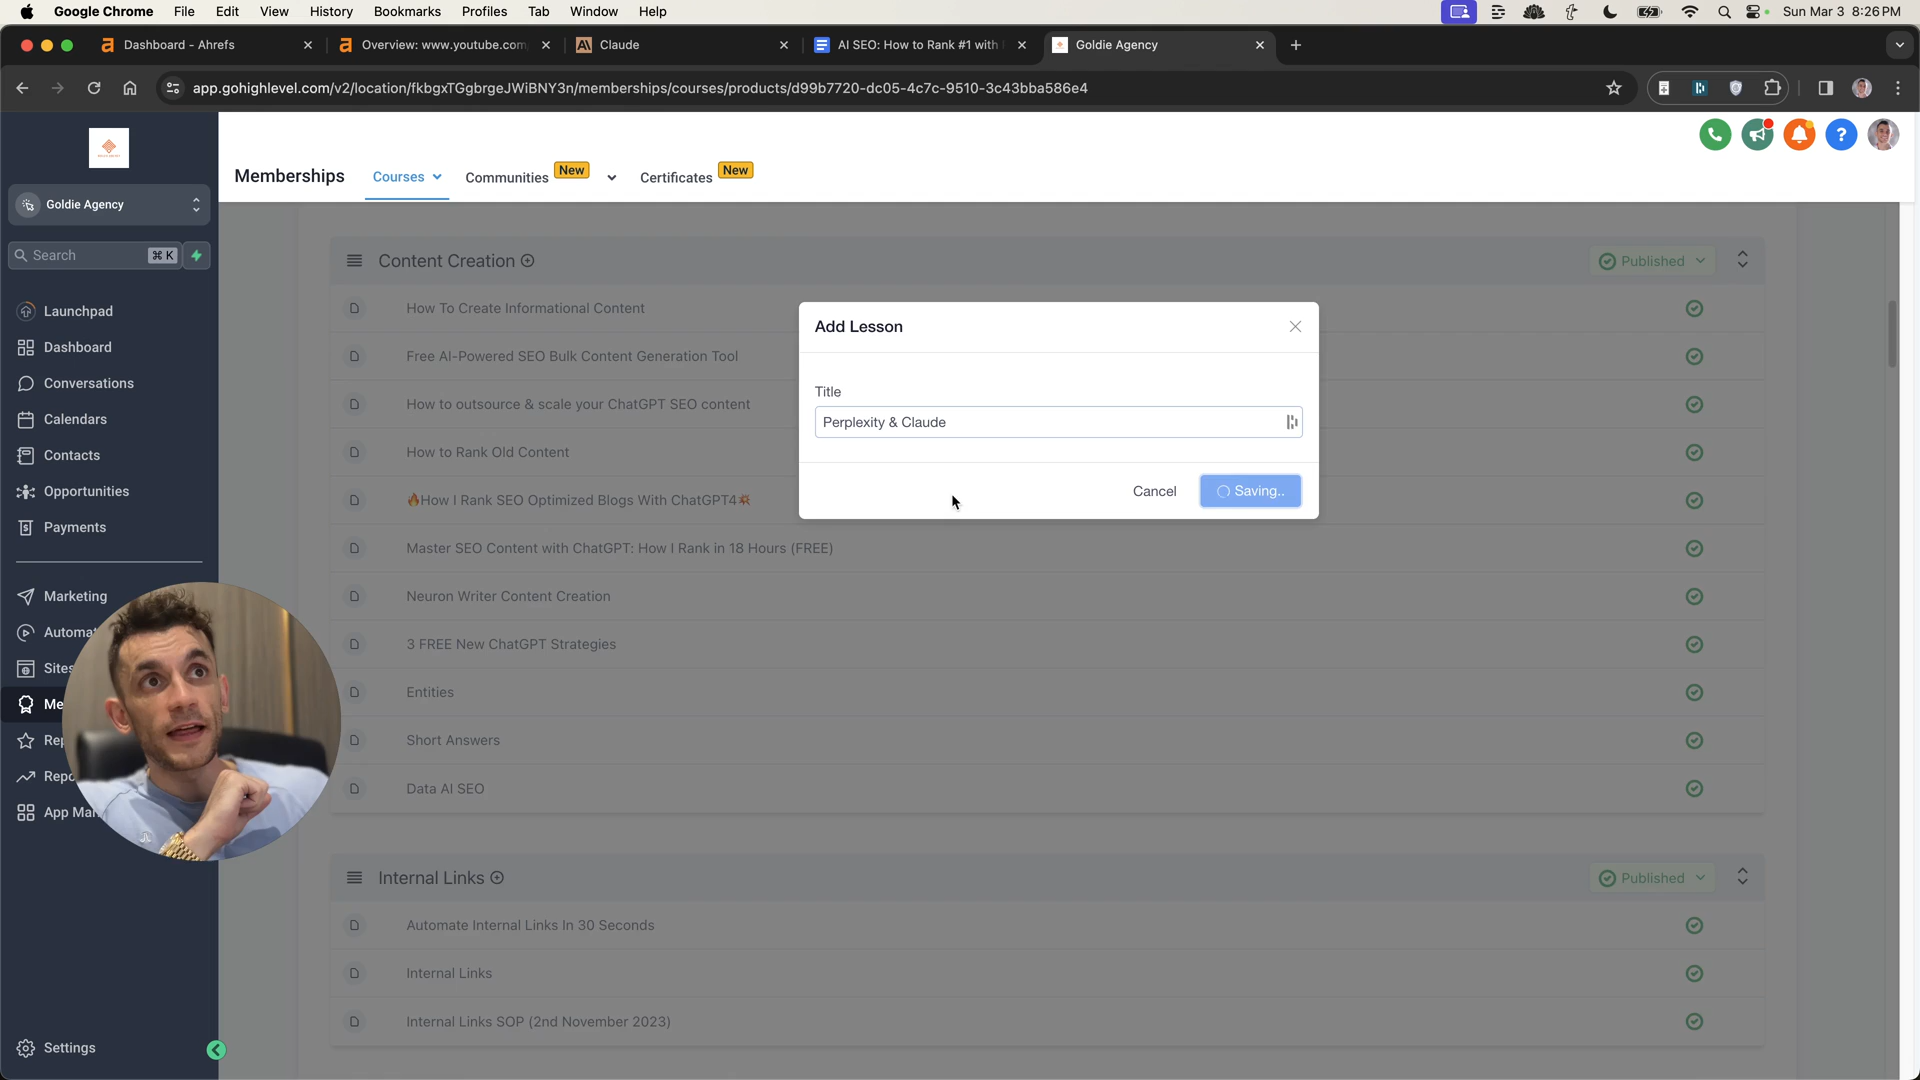 Google Chrome File Edit View History Bookmarks Profiles Tab Window Help
Sun Mar 3 8:26 PM
Dashboard - Ahrefs
Overview: www.youtube.com
Claude
AI SEO: How to Rank #1 with
Goldie Agency
app.gohighlevel.com/v2/location/fkbgxTGgbrgeJWiBNY3n/memberships/courses/products/d99b7720-dc05-4c7c-9510-3c43bba586e4
Memberships
Courses
Communities
New
Certificates
New
Goldie Agency
Search
⌘ K
Launchpad
Dashboard
Conversations
Calendars
Contacts
Opportunities
Payments
Marketing
Automat
Sites
Me
Rep
Repo
App Mar
Settings
Content Creation
Published
How To Create Informational Content
Free AI-Powered SEO Bulk Content Generation Tool
How to outsource & scale your ChatGPT SEO content
How to Rank Old Content
🔥How I Rank SEO Optimized Blogs With ChatGPT4💥
Master SEO Content with ChatGPT: How I Rank in 18 Hours (FREE)
Neuron Writer Content Creation
3 FREE New ChatGPT Strategies
Entities
Short Answers
Data AI SEO
Internal Links
Published
Automate Internal Links In 30 Seconds
Internal Links
Internal Links SOP (2nd November 2023)
Add Lesson
Title
Perplexity & Claude
Cancel
Saving..